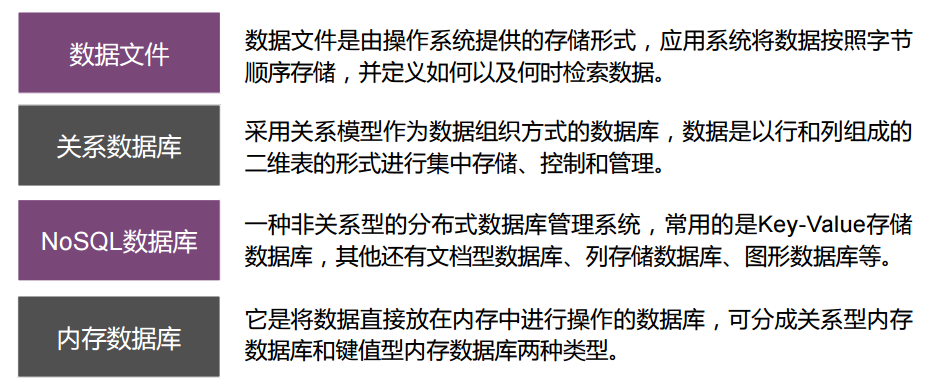 数据文件
数据文件是由操作系统提供的存储形式，应用系统将数据按照字节
顺序存储，并定义如何以及何时检索数据。
关系数据库
采用关系模型作为数据组织方式的数据库，数据是以行和列组成的
二维表的形式进行集中存储、控制和管理。
NoSQL数据库
一种非关系型的分布式数据库管理系统，常用的是Key-Value存储
数据库，其他还有文档型数据库、列存储数据库、图形数据库等。
内存数据库
它是将数据直接放在内存中进行操作的数据库，可分成关系型内存
数据库和键值型内存数据库两种类型。